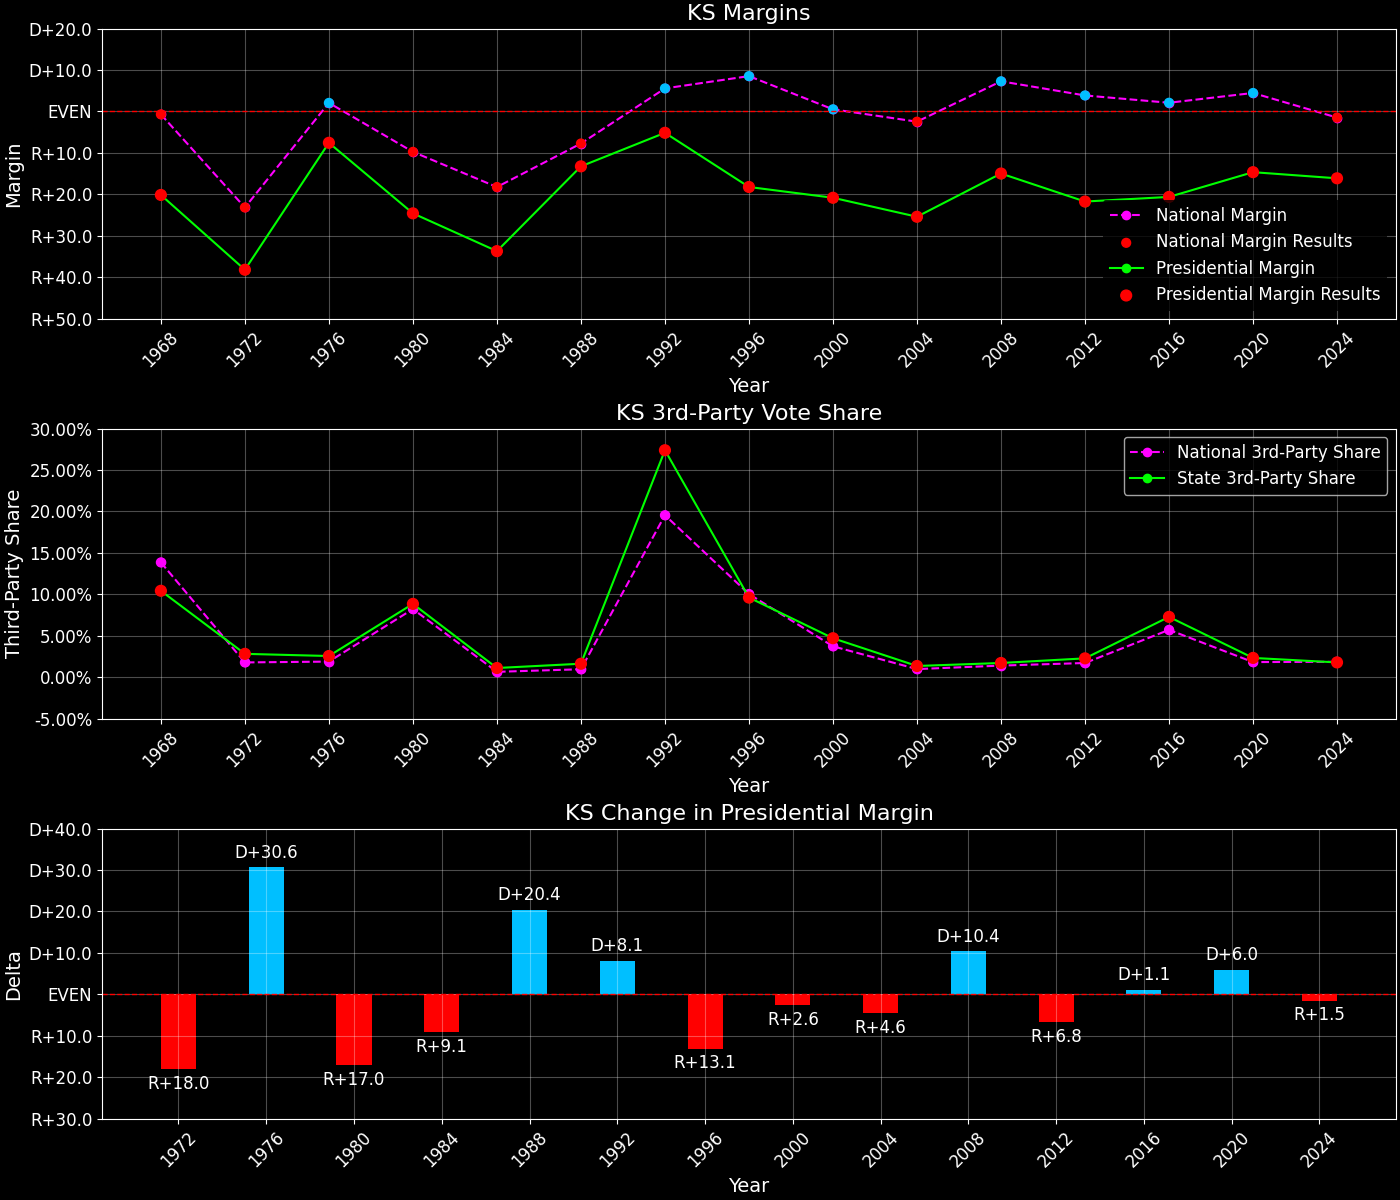 KS Margins
D+20.0
D+10.0
EVEN
R+10.0
R+20.0
R+30.0
R+40.0
R+50.0
Margin
National Margin
National Margin Results
Presidential Margin
Presidential Margin Results
1968 1972 1976 1980 1984 1988 1992 1996 2000 2004 2008 2012 2016 2020 2024
Year
KS 3rd-Party Vote Share
30.00%
25.00%
20.00%
15.00%
10.00%
5.00%
0.00%
-5.00%
Third-Party Share
National 3rd-Party Share
State 3rd-Party Share
1968 1972 1976 1980 1984 1988 1992 1996 2000 2004 2008 2012 2016 2020 2024
Year
KS Change in Presidential Margin
D+40.0
D+30.0
D+20.0
D+10.0
EVEN
R+10.0
R+20.0
R+30.0
Delta
R+18.0
D+30.6
R+17.0
R+9.1
D+20.4
D+8.1
R+13.1
R+2.6
R+4.6
D+10.4
R+6.8
D+1.1
D+6.0
R+1.5
1972 1976 1980 1984 1988 1992 1996 2000 2004 2008 2012 2016 2020 2024
Year